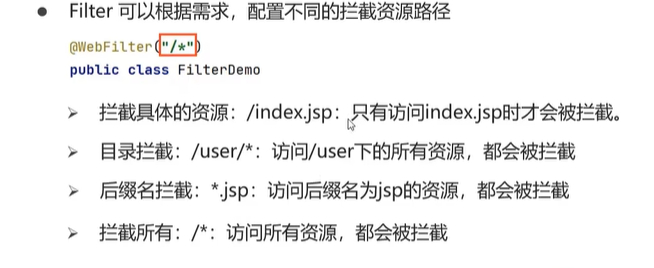 ● Filter 可以根据需求，配置不同的拦截资源路径
@WebFilter("/*")
public class FilterDemo
➢ 拦截具体的资源：/index.jsp：只有访问index.jsp时才会被拦截。
➢ 目录拦截：/user/*：访问/user下的所有资源，都会被拦截
➢ 后缀名拦截：*.jsp：访问后缀名为jsp的资源，都会被拦截
➢ 拦截所有：/*：访问所有资源，都会被拦截